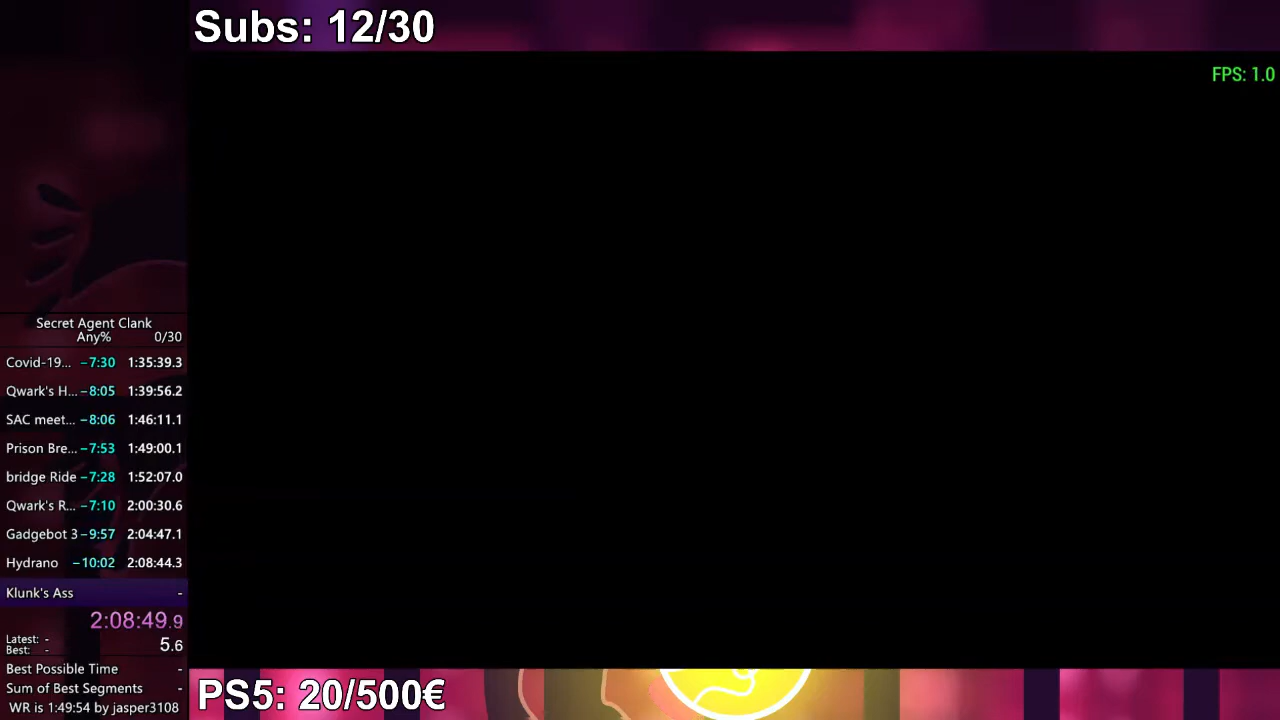 Subs: 12/30
FPS: 1.0
Secret Agent Clank
Any% 0/30
Covid-19... −7:30 1:35:39.3
Qwark's H... −8:05 1:39:56.2
SAC meet... −8:06 1:46:11.1
Prison Bre... −7:53 1:49:00.1
bridge Ride −7:28 1:52:07.0
Qwark's R... −7:10 2:00:30.6
Gadgebot 3 −9:57 2:04:47.1
Hydrano −10:02 2:08:44.3
Klunk's Ass -
2:08:49.9
Latest: -
Best: - 5.6
Best Possible Time -
Sum of Best Segments -
WR is 1:49:54 by jasper3108
PS5: 20/500€